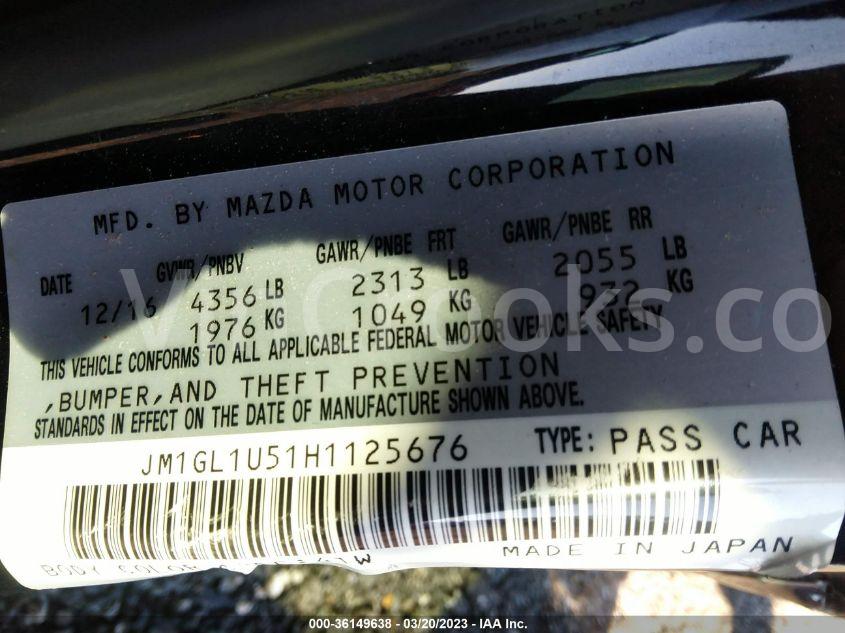 MFD. BY MAZDA MOTOR CORPORATION
DATE GVWR/PNBV GAWR/PNBE FRT GAWR/PNBE RR
12/16 4356 LB 2313 LB 2055 LB
1976 KG 1049 KG 932 KG
THIS VEHICLE CONFORMS TO ALL APPLICABLE FEDERAL MOTOR VEHICLE SAFETY
,BUMPER,AND THEFT PREVENTION
STANDARDS IN EFFECT ON THE DATE OF MANUFACTURE SHOWN ABOVE.
JM1GL1U51H1125676 TYPE: PASS CAR
MADE IN JAPAN
BODY COLOR
000-36149638 - 03/20/2023 - IAA Inc.